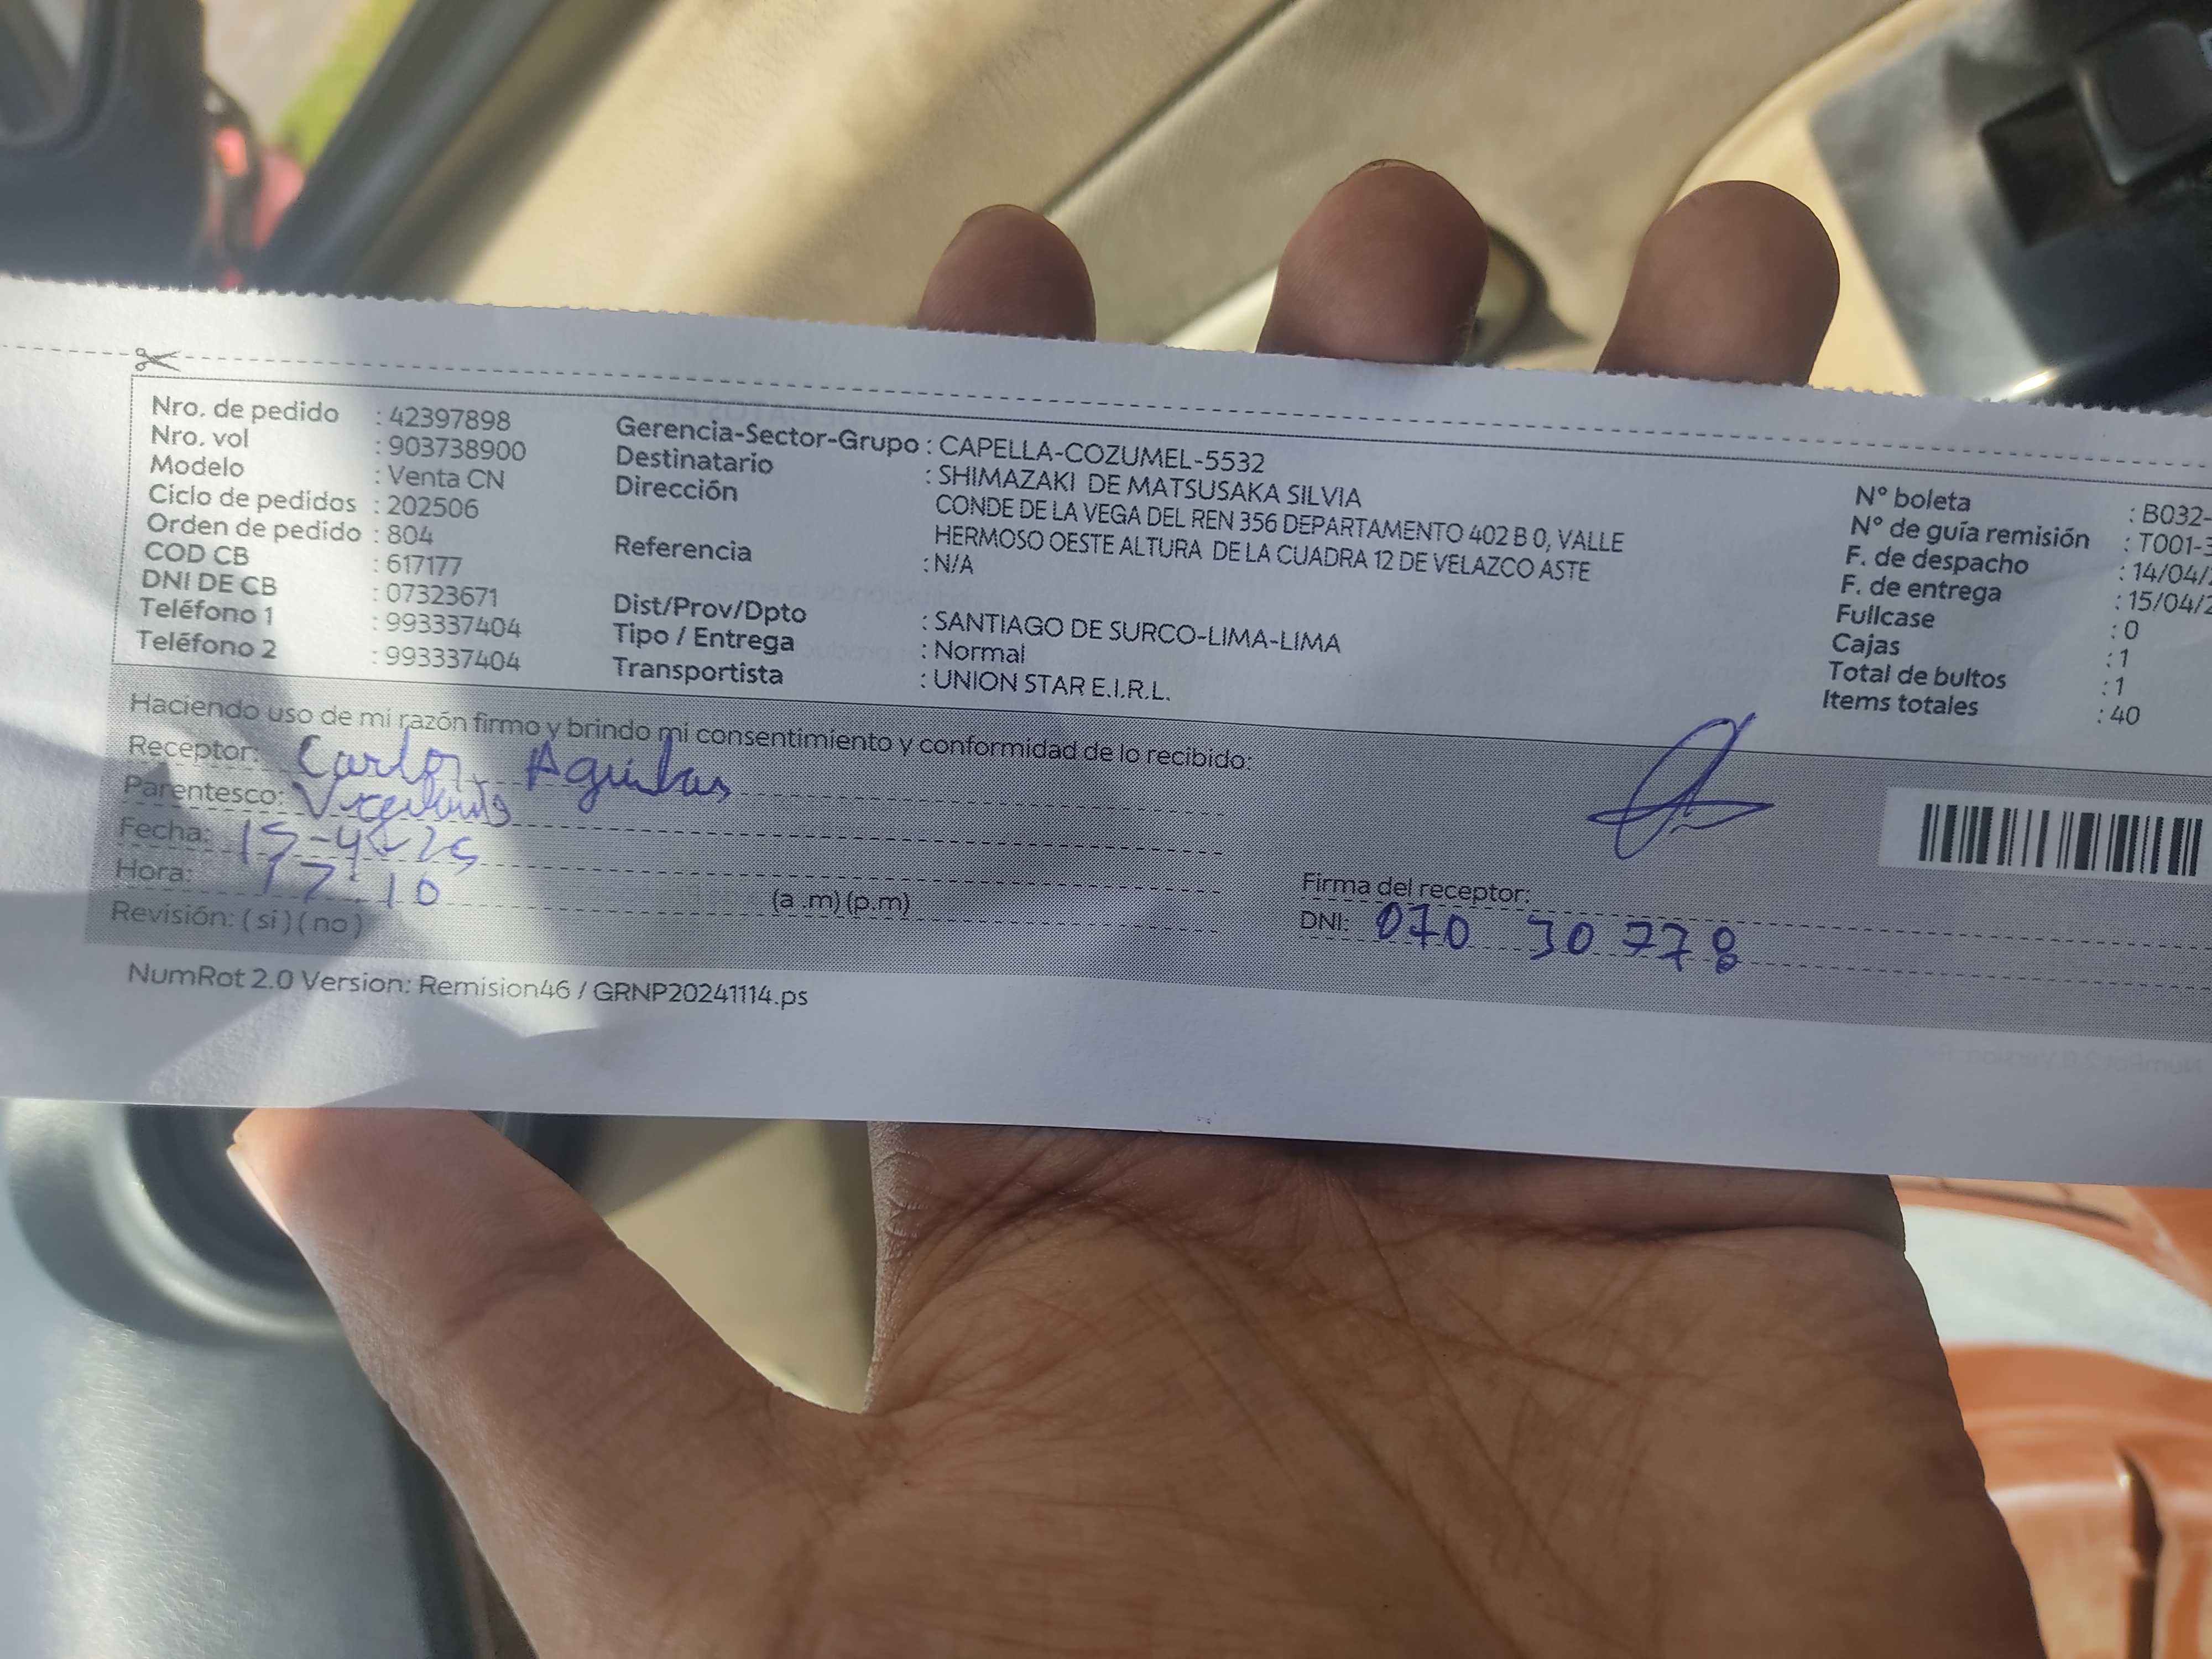 Nro. de pedido : 42397898
Nro. vol : 903738900
Modelo : Venta CN
Ciclo de pedidos : 202506
Orden de pedido : 804
COD CB : 617177
DNI DE CB : 07323671
Teléfono 1 : 993337404
Teléfono 2 : 993337404
Gerencia-Sector-Grupo : CAPELLA-COZUMEL-5532
Destinatario : SHIMAZAKI DE MATSUSAKA SILVIA
Dirección CONDE DE LA VEGA DEL REN 356 DEPARTAMENTO 402 B 0, VALLE
HERMOSO OESTE ALTURA DE LA CUADRA 12 DE VELAZCO ASTE
Referencia : N/A
Dist/Prov/Dpto : SANTIAGO DE SURCO-LIMA-LIMA
Tipo / Entrega : Normal
Transportista : UNION STAR E.I.R.L.
N° boleta : B032-
N° de guía remisión : T001-3
F. de despacho : 14/04/2
F. de entrega : 15/04/2
Fullcase : 0
Cajas : 1
Total de bultos : 1
Items totales : 40
Haciendo uso de mi razón firmo y brindo mi consentimiento y conformidad de lo recibido:
Receptor: Carlos Aguilar
Parentesco: Vigilante
Fecha: 15-4-25
Hora: 17:10 (a .m) (p.m)
Revisión: ( si ) ( no )
Firma del receptor:
DNI: 070 30 778
NumRot 2.0 Version: Remision46 / GRNP20241114.ps